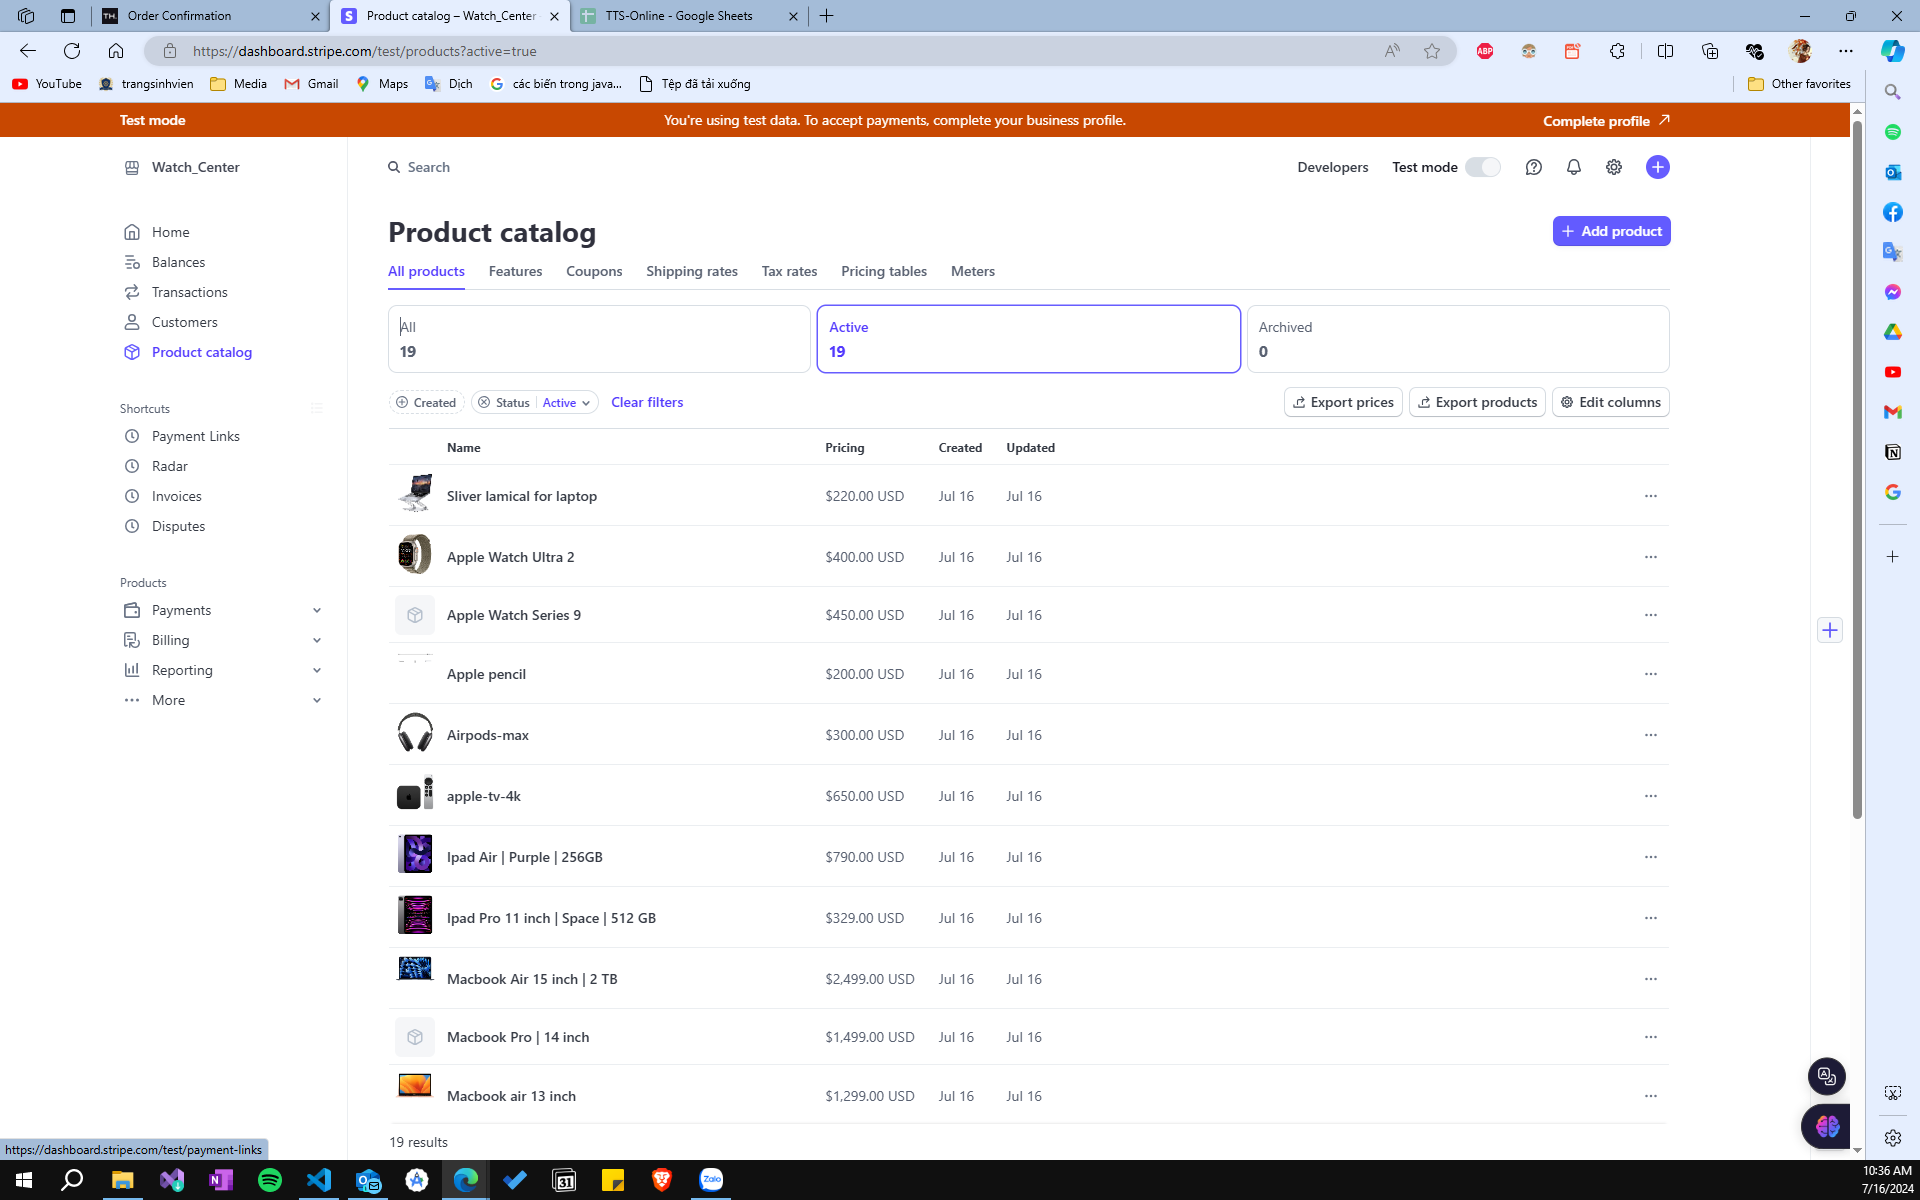 Order Confirmation
Product catalog – Watch_Center
TTS-Online - Google Sheets
https://dashboard.stripe.com/test/products?active=true
YouTube
trangsinhvien
Media
Gmail
Maps
Dịch
các biến trong java...
Tệp đã tải xuống
Other favorites
Test mode
You're using test data. To accept payments, complete your business profile.
Complete profile
Watch_Center
Search
Developers
Test mode
Home
Balances
Transactions
Customers
Product catalog
Shortcuts
Payment Links
Radar
Invoices
Disputes
Products
Payments
Billing
Reporting
More
Product catalog
Add product
All products
Features
Coupons
Shipping rates
Tax rates
Pricing tables
Meters
All
19
Active
19
Archived
0
Created
Status
Active
Clear filters
Export prices
Export products
Edit columns
Name Pricing Created Updated
Sliver lamical for laptop $220.00 USD Jul 16 Jul 16
Apple Watch Ultra 2 $400.00 USD Jul 16 Jul 16
Apple Watch Series 9 $450.00 USD Jul 16 Jul 16
Apple pencil $200.00 USD Jul 16 Jul 16
Airpods-max $300.00 USD Jul 16 Jul 16
apple-tv-4k $650.00 USD Jul 16 Jul 16
Ipad Air | Purple | 256GB $790.00 USD Jul 16 Jul 16
Ipad Pro 11 inch | Space | 512 GB $329.00 USD Jul 16 Jul 16
Macbook Air 15 inch | 2 TB $2,499.00 USD Jul 16 Jul 16
Macbook Pro | 14 inch $1,499.00 USD Jul 16 Jul 16
Macbook air 13 inch $1,299.00 USD Jul 16 Jul 16
19 results
https://dashboard.stripe.com/test/payment-links
10:36 AM
7/16/2024